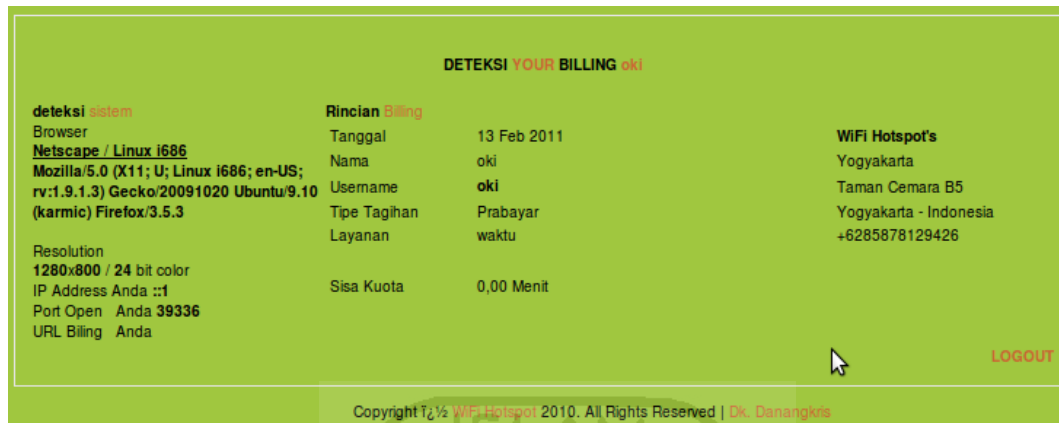 DETEKSI YOUR BILLING oki
deteksi sistem
Browser
Netscape / Linux i686
Mozilla/5.0 (X11; U; Linux i686; en-US;
rv:1.9.1.3) Gecko/20091020 Ubuntu/9.10
(karmic) Firefox/3.5.3
Resolution
1280x800 / 24 bit color
IP Address Anda ::1
Port Open Anda 39336
URL Biling Anda
Rincian Billing
Tanggal 13 Feb 2011
Nama oki
Username oki
Tipe Tagihan Prabayar
Layanan waktu
Sisa Kuota 0,00 Menit
WiFi Hotspot's
Yogyakarta
Taman Cemara B5
Yogyakarta - Indonesia
+6285878129426
LOGOUT
Copyright ï¿½ WiFi Hotspot 2010. All Rights Reserved | Dk. Danangkris